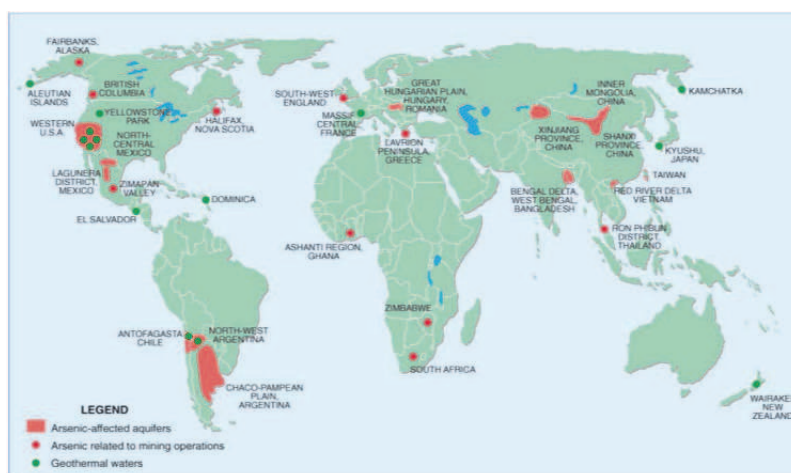 FAIRBANKS,
ALASKA
ALEUTIAN
ISLANDS
BRITISH
COLUMBIA
YELLOWSTONE
PARK
WESTERN
U.S.A.
HALIFAX,
NOVA SCOTIA
NORTH-
CENTRAL
MEXICO
LAGUNERA
DISTRICT,
MEXICO
ZIMAPAN
VALLEY
EL SALVADOR
DOMINICA
SOUTH-WEST
ENGLAND
MASSIF
CENTRAL
FRANCE
GREAT
HUNGARIAN PLAIN,
HUNGARY,
ROMANIA
LAVRION
PENINSULA,
GREECE
INNER
MONGOLIA,
CHINA
KAMCHATKA
XINJIANG
PROVINCE,
CHINA
SHANXI
PROVINCE,
CHINA
KYUSHU,
JAPAN
TAIWAN
BENGAL DELTA,
WEST BENGAL,
BANGLADESH
RED RIVER DELTA
VIETNAM
RON PHIBUN
DISTRICT,
THAILAND
ASHANTI REGION,
GHANA
ZIMBABWE
SOUTH AFRICA
ANTOFAGASTA
CHILE
NORTH-WEST
ARGENTINA
CHACO-PAMPEAN
PLAIN,
ARGENTINA
WAIRAKEI
NEW
ZEALAND
LEGEND
Arsenic-affected aquifers
Arsenic related to mining operations
Geothermal waters